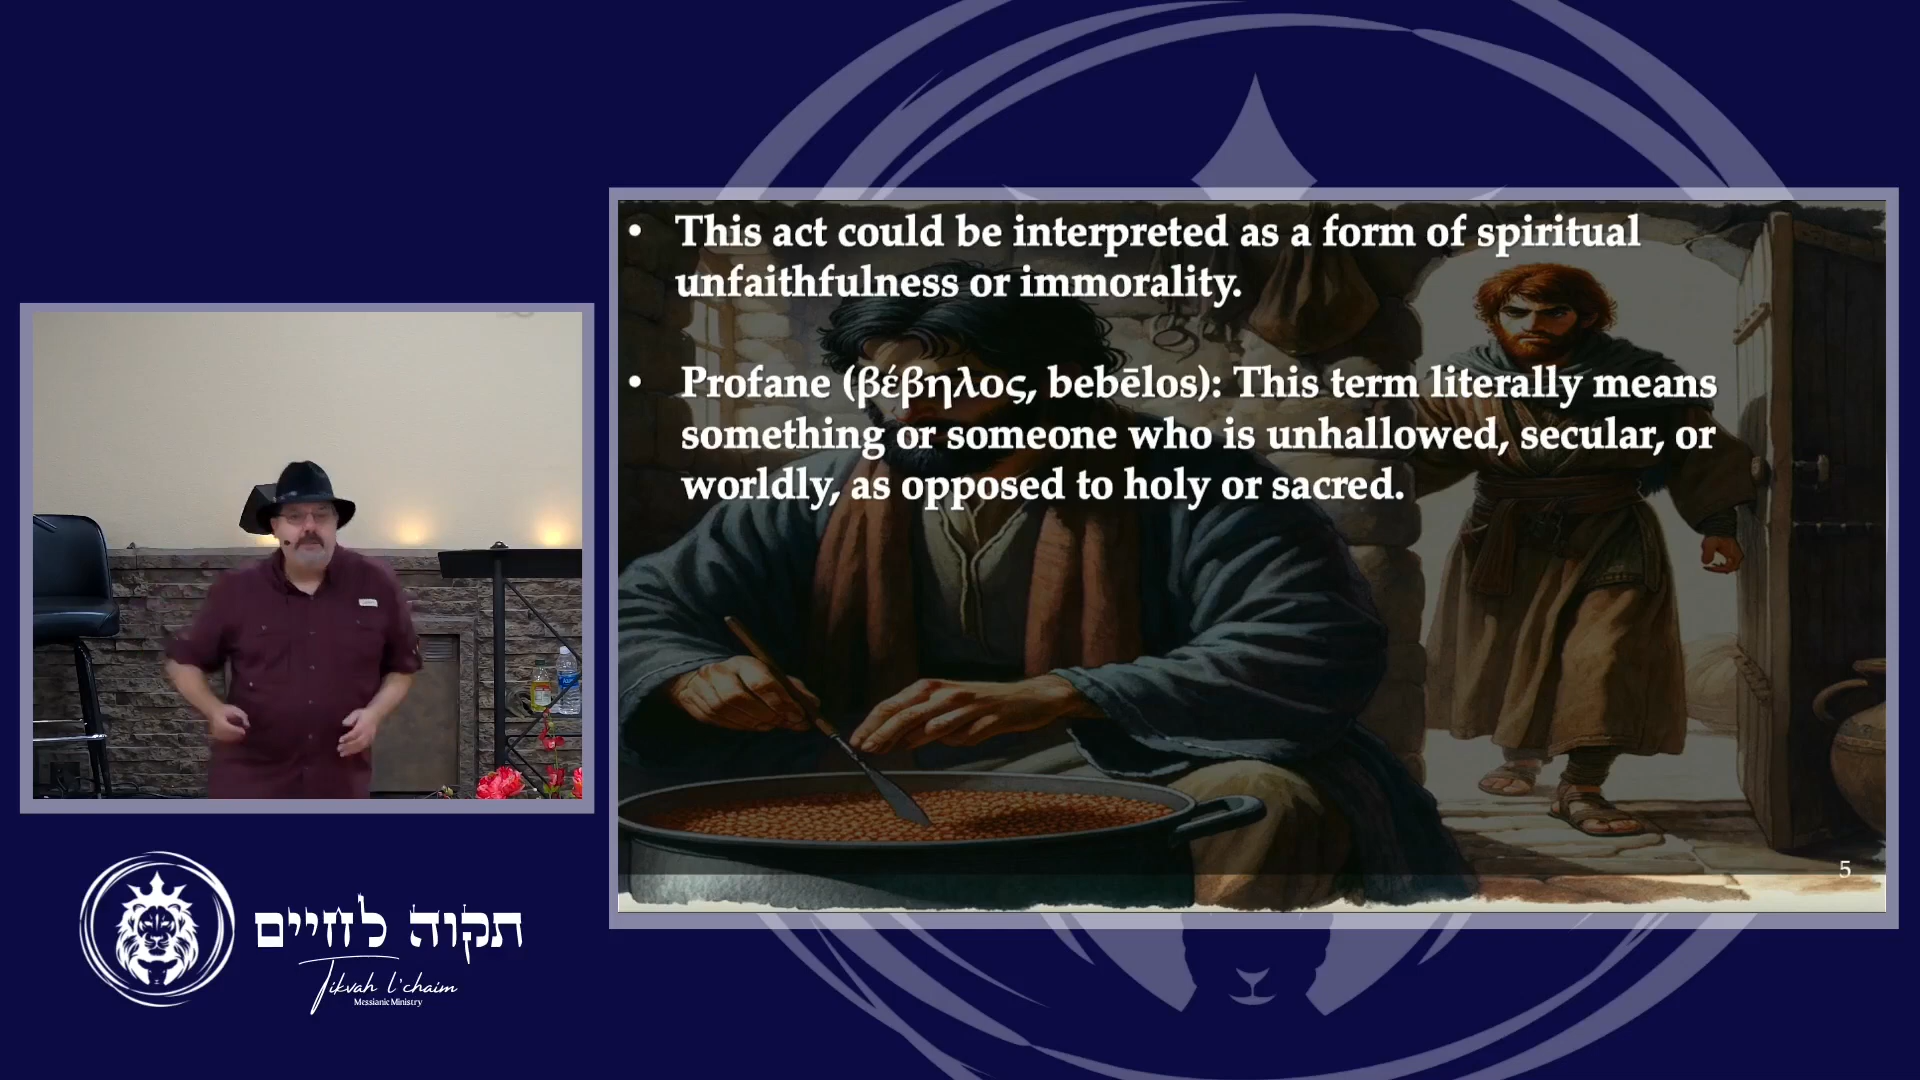 • This act could be interpreted as a form of spiritual
unfaithfulness or immorality.
• Profane (βέβηλος, bebēlos): This term literally means
something or someone who is unhallowed, secular, or
worldly, as opposed to holy or sacred.
5
תקוה לחיים
Tikvah l'chaim
Messianic Ministry